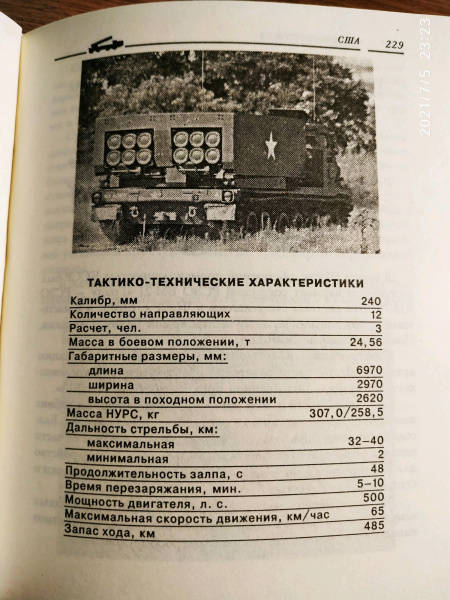 США 229
2021/7/5 23:23
ТАКТИКО-ТЕХНИЧЕСКИЕ ХАРАКТЕРИСТИКИ
Калибр, мм 240
Количество направляющих 12
Расчет, чел. 3
Масса в боевом положении, т 24,56
Габаритные размеры, мм:
длина 6970
ширина 2970
высота в походном положении 2620
Масса НУРС, кг 307,0/258,5
Дальность стрельбы, км:
максимальная 32–40
минимальная 2
Продолжительность залпа, с 48
Время перезаряжания, мин. 5–10
Мощность двигателя, л. с. 500
Максимальная скорость движения, км/час 65
Запас хода, км 485